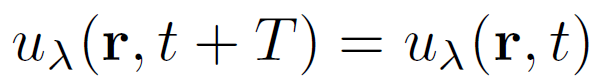 u_λ(𝐫, t + T) = u_λ(𝐫, t)